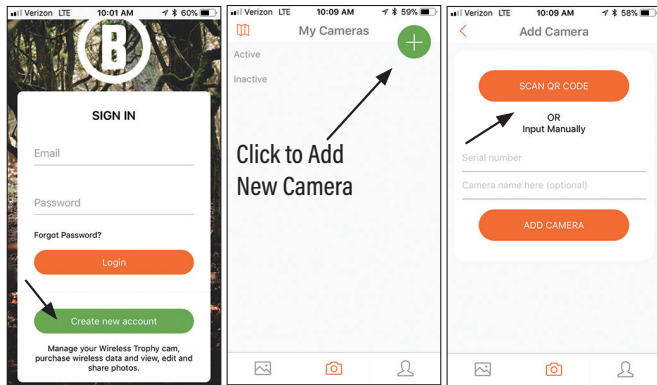 Verizon LTE 10:01 AM 60%
B
SIGN IN
Email
Password
Forgot Password?
Login
Create new account
Manage your Wireless Trophy cam,
purchase wireless data and view, edit and
share photos.
Verizon LTE 10:09 AM 59%
My Cameras
+
Active
Inactive
Click to Add
New Camera
Verizon LTE 10:09 AM 58%
Add Camera
SCAN QR CODE
OR
Input Manually
Serial number
Camera name here (optional)
ADD CAMERA